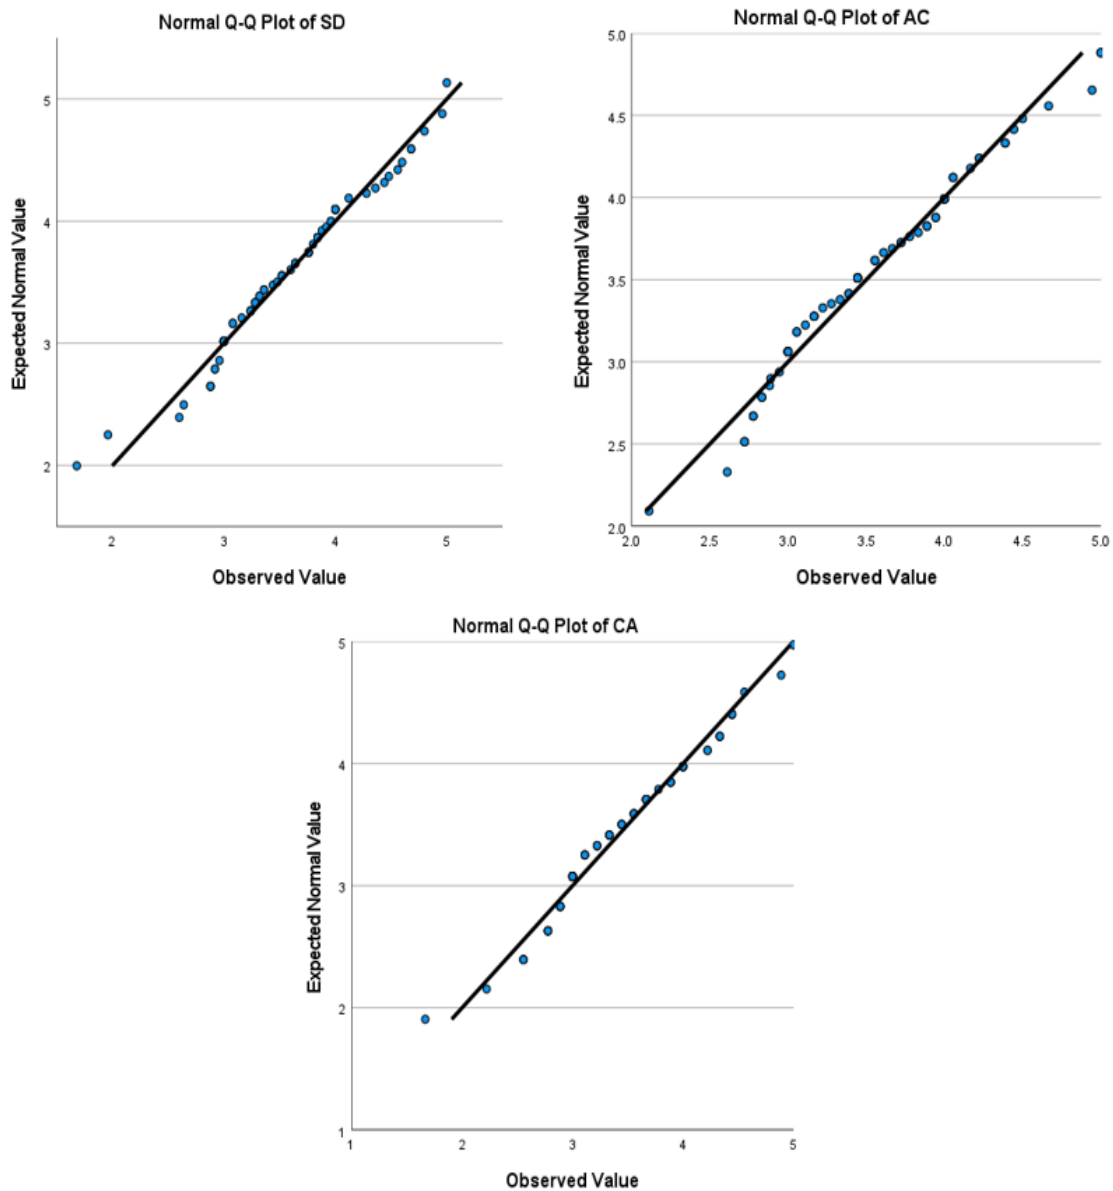 Normal Q-Q Plot of SD
Expected Normal Value
5
4
3
2
2 3 4 5
Observed Value
Normal Q-Q Plot of AC
Expected Normal Value
5.0
4.5
4.0
3.5
3.0
2.5
2.0
2.0 2.5 3.0 3.5 4.0 4.5 5.0
Observed Value
Normal Q-Q Plot of CA
Expected Normal Value
5
4
3
2
1
1 2 3 4 5
Observed Value